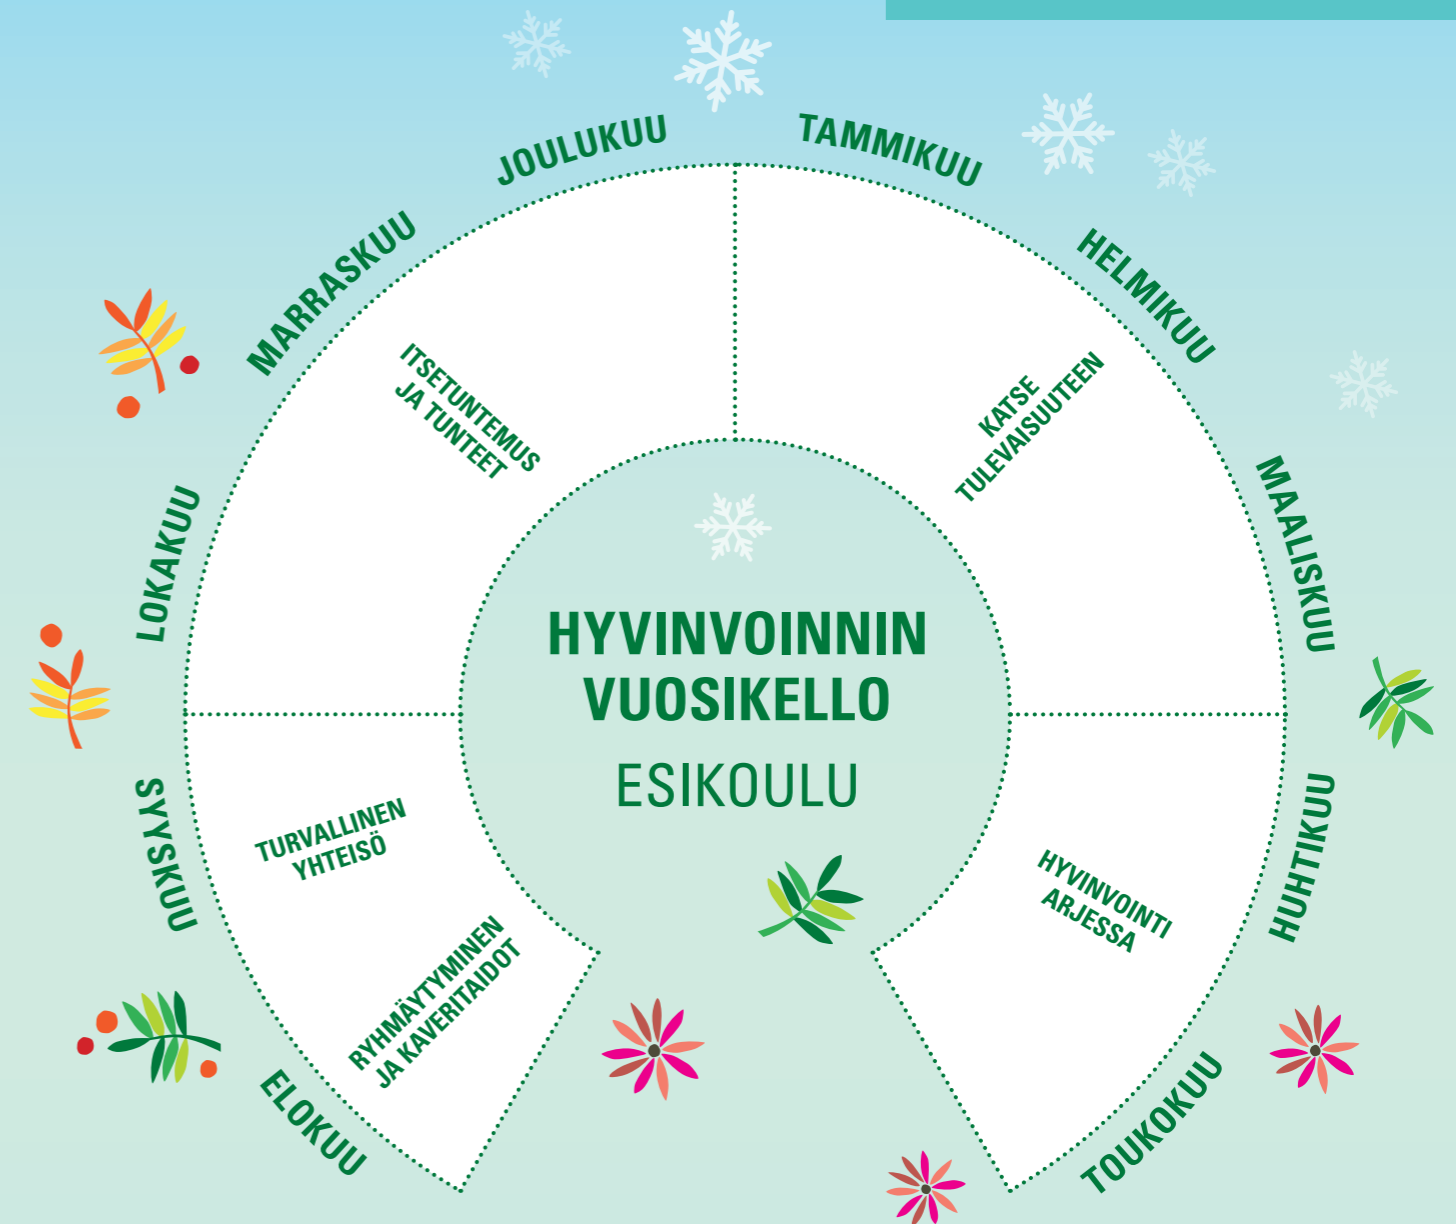 HYVINVOINNIN
VUOSIKELLO
ESIKOULU
ELOKUU
SYYSKUU
LOKAKUU
MARRASKUU
JOULUKUU
TAMMIKUU
HELMIKUU
MAALISKUU
HUHTIKUU
TOUKOKUU
RYHMÄYTYMINEN
JA KAVERITAIDOT
TURVALLINEN
YHTEISÖ
ITSETUNTEMUS
JA TUNTEET
KATSE
TULEVAISUUTEEN
HYVINVOINTI
ARJESSA